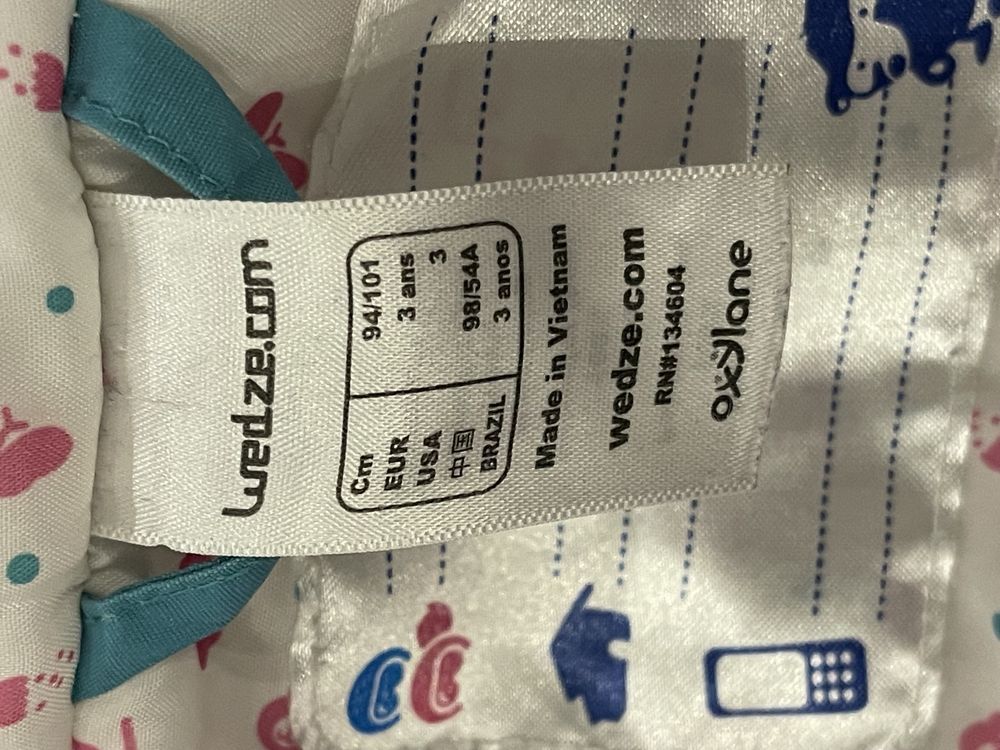 wedze.com
Cm 94/101
EUR 3 ans
USA 3
中国 98/54A
BRAZIL 3 anos
Made in Vietnam
wedze.com
RN#134604
oxylane